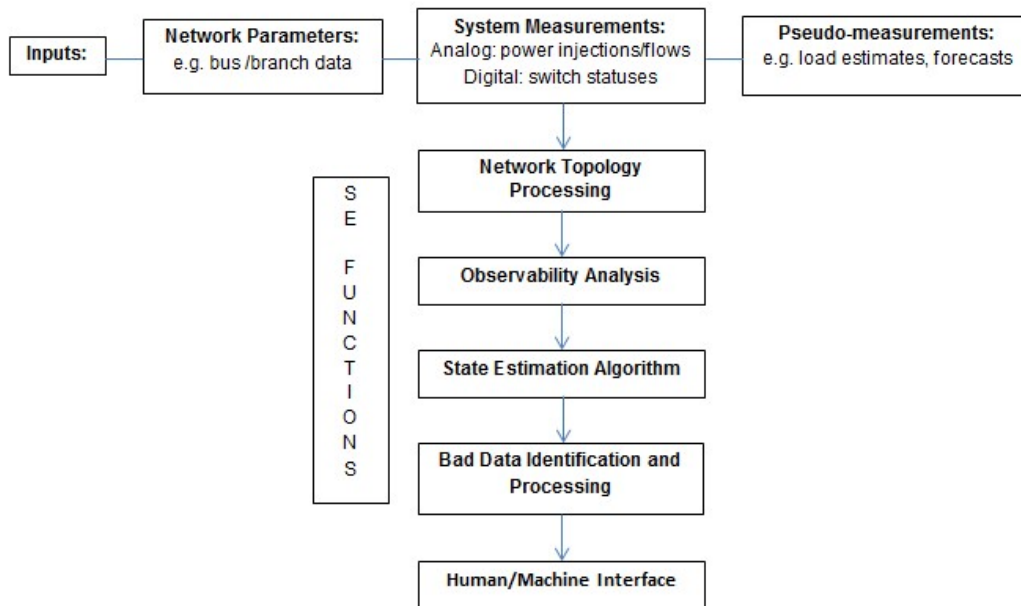 Inputs:
Network Parameters:
e.g. bus /branch data
System Measurements:
Analog: power injections/flows
Digital: switch statuses
Pseudo-measurements:
e.g. load estimates, forecasts
Network Topology
Processing
S
E
F
U
N
C
T
I
O
N
S
Observability Analysis
State Estimation Algorithm
Bad Data Identification and
Processing
Human/Machine Interface